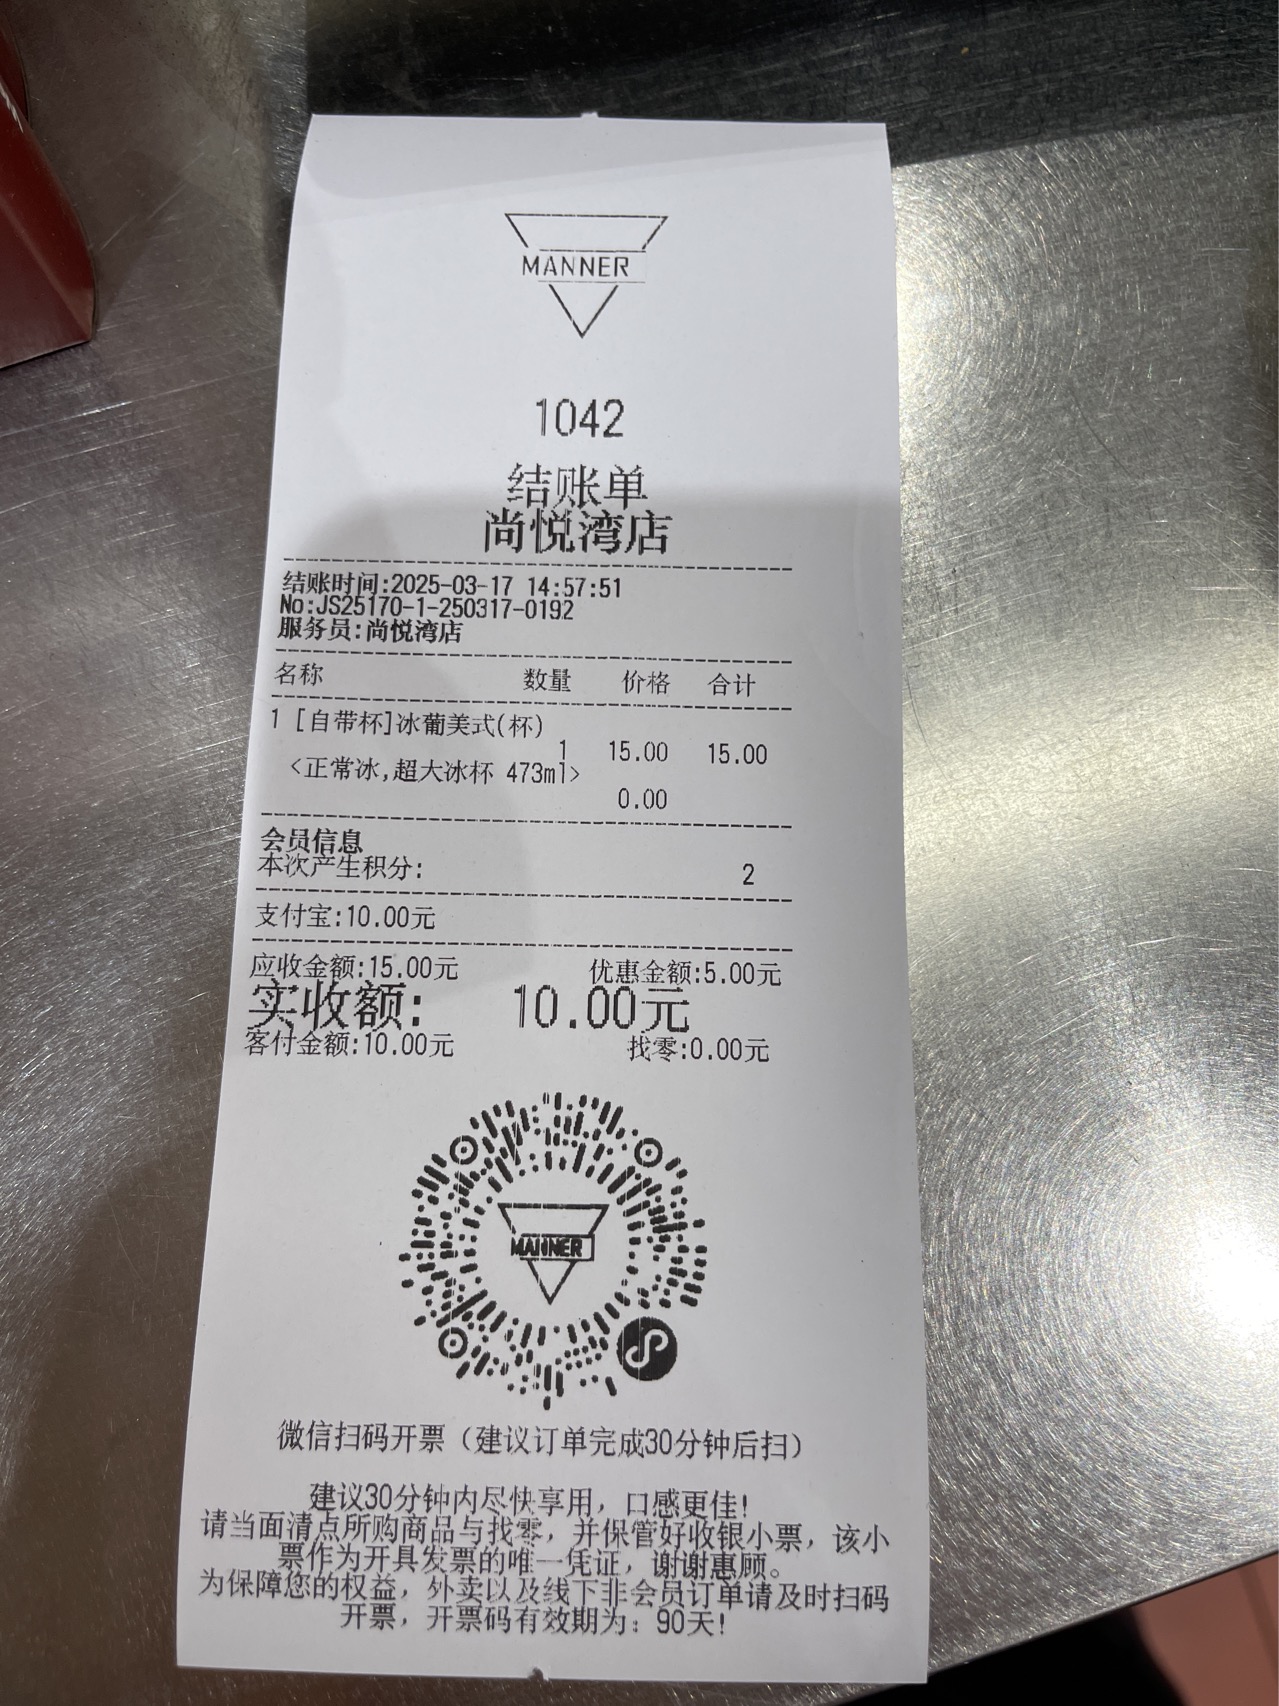 MANNER
1042
结账单
尚悦湾店
结账时间:2025-03-17 14:57:51
No:JS25170-1-250317-0192
服务员:尚悦湾店
名称 数量 价格 合计
1 [自带杯]冰葡美式(杯)
1 15.00 15.00
<正常冰,超大冰杯 473ml>
0.00
会员信息
本次产生积分: 2
支付宝:10.00元
应收金额:15.00元 优惠金额:5.00元
实收额: 10.00元
客付金额:10.00元 找零:0.00元
MANNER
微信扫码开票（建议订单完成30分钟后扫）
建议30分钟内尽快享用，口感更佳!
请当面清点所购商品与找零，并保管好收银小票，该小
票作为开具发票的唯一凭证，谢谢惠顾。
为保障您的权益，外卖以及线下非会员订单请及时扫码
开票，开票码有效期为：90天!